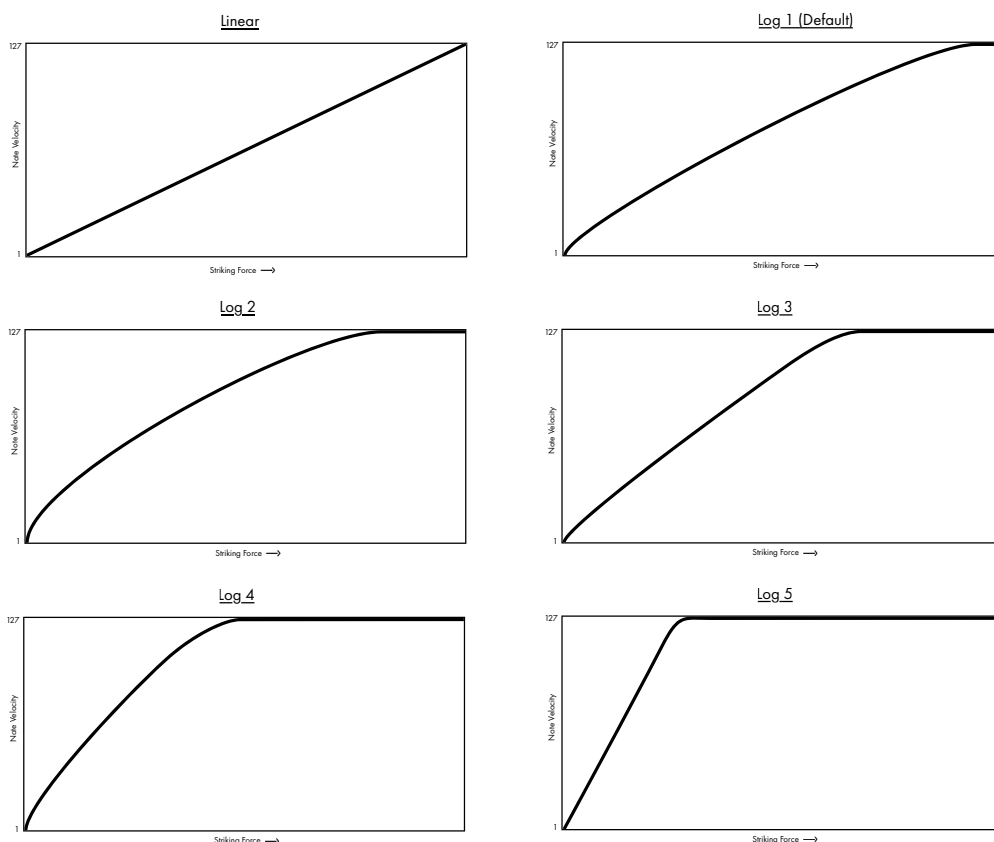 Linear
127
Note Velocity
1
Striking Force
Log 1 (Default)
127
Note Velocity
1
Striking Force
Log 2
127
Note Velocity
1
Striking Force
Log 3
127
Note Velocity
1
Striking Force
Log 4
127
Note Velocity
1
Striking Force
Log 5
127
Note Velocity
1
Striking Force